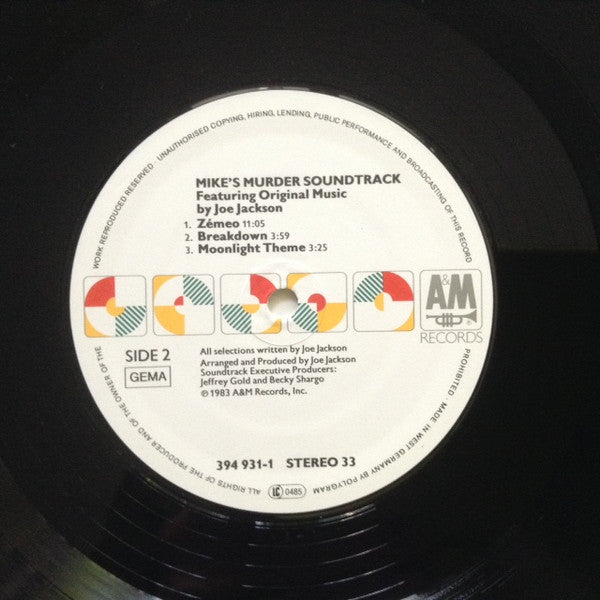 MIKE'S MURDER SOUNDTRACK
Featuring Original Music
by Joe Jackson
1. Zémeo 11:05
2. Breakdown 3:59
3. Moonlight Theme 3:25
A&M
®
RECORDS
SIDE 2
GEMA
All selections written by Joe Jackson
Arranged and Produced by Joe Jackson
Soundtrack Executive Producers:
Jeffrey Gold and Becky Shargo
℗ 1983 A&M Records, Inc.
394 931-1 STEREO 33
LC 0485
ALL RIGHTS OF THE PRODUCER AND OF THE OWNER OF THE WORK REPRODUCED RESERVED · UNAUTHORISED COPYING, HIRING, LENDING, PUBLIC PERFORMANCE AND BROADCASTING OF THIS RECORD PROHIBITED · MADE IN WEST GERMANY BY POLYGRAM